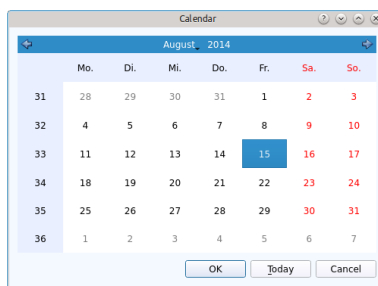 Calendar
August, 2014
Mo. Di. Mi. Do. Fr. Sa. So.
31 28 29 30 31 1 2 3
32 4 5 6 7 8 9 10
33 11 12 13 14 15 16 17
34 18 19 20 21 22 23 24
35 25 26 27 28 29 30 31
36 1 2 3 4 5 6 7
OK Today Cancel